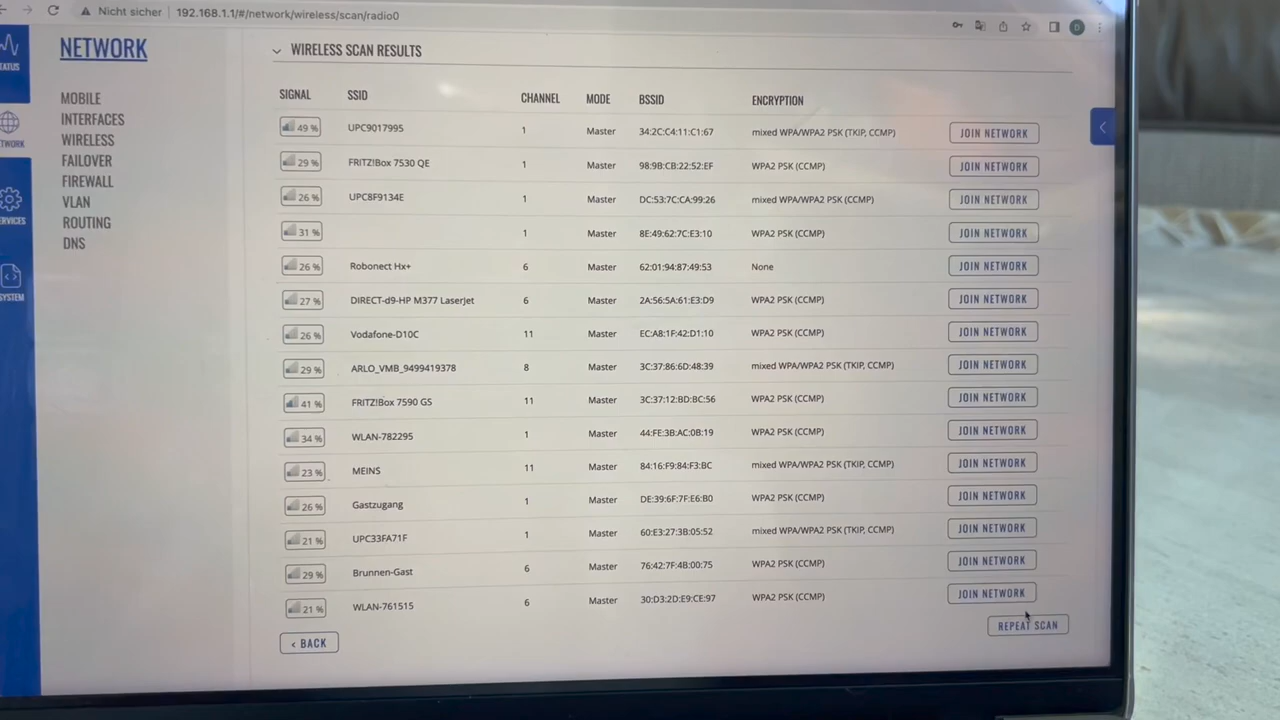 Nicht sicher | 192.168.1.1/#/network/wireless/scan/radio0
NETWORK
MOBILE
INTERFACES
WIRELESS
FAILOVER
FIREWALL
VLAN
ROUTING
DNS
WIRELESS SCAN RESULTS
SIGNAL SSID CHANNEL MODE BSSID ENCRYPTION
49 % UPC9017995 1 Master 34:2C:C4:11:C1:67 mixed WPA/WPA2 PSK (TKIP, CCMP) JOIN NETWORK
29 % FRITZ!Box 7530 QE 1 Master 98:9B:CB:22:52:EF WPA2 PSK (CCMP) JOIN NETWORK
26 % UPC8F9134E 1 Master DC:53:7C:CA:99:26 mixed WPA/WPA2 PSK (CCMP) JOIN NETWORK
31 % 1 Master 8E:49:62:7C:E3:10 WPA2 PSK (CCMP) JOIN NETWORK
26 % Robonect Hx+ 6 Master 62:01:94:87:49:53 None JOIN NETWORK
27 % DIRECT-d9-HP M377 LaserJet 6 Master 2A:56:5A:61:E3:D9 WPA2 PSK (CCMP) JOIN NETWORK
26 % Vodafone-D10C 11 Master EC:A8:1F:42:D1:10 WPA2 PSK (CCMP) JOIN NETWORK
29 % ARLO_VMB_9499419378 8 Master 3C:37:86:6D:48:39 mixed WPA/WPA2 PSK (TKIP, CCMP) JOIN NETWORK
41 % FRITZ!Box 7590 GS 11 Master 3C:37:12:BD:BC:56 WPA2 PSK (CCMP) JOIN NETWORK
34 % WLAN-782295 1 Master 44:FE:3B:AC:0B:19 WPA2 PSK (CCMP) JOIN NETWORK
23 % MEINS 11 Master 84:16:F9:84:F3:BC mixed WPA/WPA2 PSK (TKIP, CCMP) JOIN NETWORK
26 % Gastzugang 1 Master DE:39:6F:7F:E6:B0 WPA2 PSK (CCMP) JOIN NETWORK
21 % UPC33FA71F 1 Master 60:E3:27:3B:05:52 mixed WPA/WPA2 PSK (TKIP, CCMP) JOIN NETWORK
29 % Brunnen-Gast 6 Master 76:42:7F:4B:00:75 WPA2 PSK (CCMP) JOIN NETWORK
21 % WLAN-761515 6 Master 30:D3:2D:E9:CE:97 WPA2 PSK (CCMP) JOIN NETWORK
REPEAT SCAN
< BACK